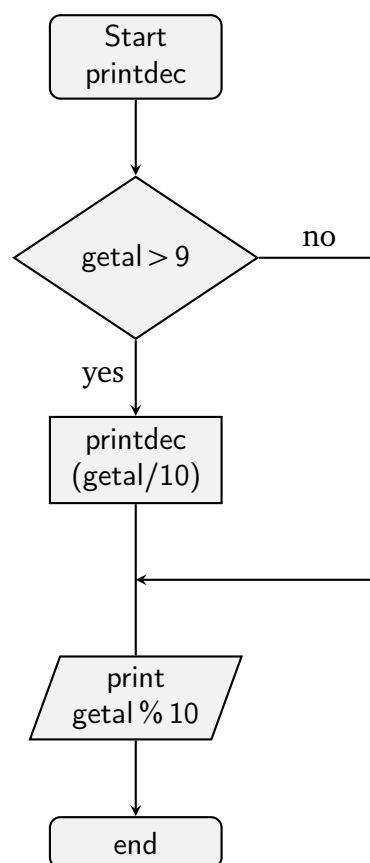 Start
printdec
getal > 9
no
yes
printdec
(getal/10)
print
getal % 10
end